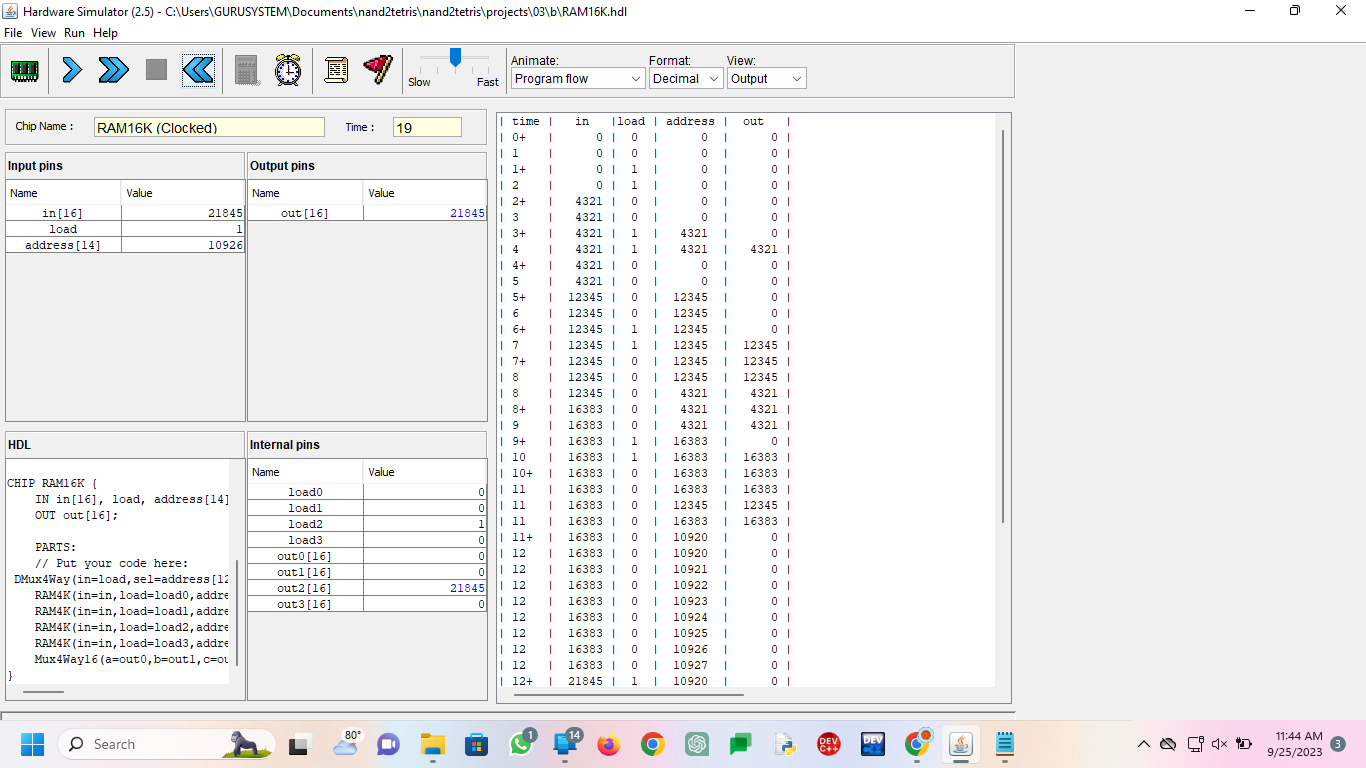 Hardware Simulator (2.5) - C:\Users\GURUSYSTEM\Documents\nand2tetris\nand2tetris\projects\03\b\RAM16K.hdl
File View Run Help
Slow Fast
Animate: Format: View:
Program flow Decimal Output
Chip Name : RAM16K (Clocked) Time : 19
Input pins
Name Value
in[16] 21845
load 1
address[14] 10926
Output pins
Name Value
out[16] 21845
HDL
CHIP RAM16K {
IN in[16], load, address[14]
OUT out[16];
PARTS:
// Put your code here:
DMux4Way(in=load,sel=address[12
RAM4K(in=in,load=load0,addre
RAM4K(in=in,load=load1,addre
RAM4K(in=in,load=load2,addre
RAM4K(in=in,load=load3,addre
Mux4Way16(a=out0,b=out1,c=ou
}
Internal pins
Name Value
load0 0
load1 0
load2 1
load3 0
out0[16] 0
out1[16] 0
out2[16] 21845
out3[16] 0
| time | in |load | address | out |
| 0+ | 0 | 0 | 0 | 0 |
| 1 | 0 | 0 | 0 | 0 |
| 1+ | 0 | 1 | 0 | 0 |
| 2 | 0 | 1 | 0 | 0 |
| 2+ | 4321 | 0 | 0 | 0 |
| 3 | 4321 | 0 | 0 | 0 |
| 3+ | 4321 | 1 | 4321 | 0 |
| 4 | 4321 | 1 | 4321 | 4321 |
| 4+ | 4321 | 0 | 0 | 0 |
| 5 | 4321 | 0 | 0 | 0 |
| 5+ | 12345 | 0 | 12345 | 0 |
| 6 | 12345 | 0 | 12345 | 0 |
| 6+ | 12345 | 1 | 12345 | 0 |
| 7 | 12345 | 1 | 12345 | 12345 |
| 7+ | 12345 | 0 | 12345 | 12345 |
| 8 | 12345 | 0 | 12345 | 12345 |
| 8 | 12345 | 0 | 4321 | 4321 |
| 8+ | 16383 | 0 | 4321 | 4321 |
| 9 | 16383 | 0 | 4321 | 4321 |
| 9+ | 16383 | 1 | 16383 | 0 |
| 10 | 16383 | 1 | 16383 | 16383 |
| 10+ | 16383 | 0 | 16383 | 16383 |
| 11 | 16383 | 0 | 16383 | 16383 |
| 11 | 16383 | 0 | 12345 | 12345 |
| 11 | 16383 | 0 | 16383 | 16383 |
| 11+ | 16383 | 0 | 10920 | 0 |
| 12 | 16383 | 0 | 10920 | 0 |
| 12 | 16383 | 0 | 10921 | 0 |
| 12 | 16383 | 0 | 10922 | 0 |
| 12 | 16383 | 0 | 10923 | 0 |
| 12 | 16383 | 0 | 10924 | 0 |
| 12 | 16383 | 0 | 10925 | 0 |
| 12 | 16383 | 0 | 10926 | 0 |
| 12 | 16383 | 0 | 10927 | 0 |
| 12+ | 21845 | 1 | 10920 | 0 |
Search
80°
1
14
DEV C++
DEV
11:44 AM
9/25/2023
3